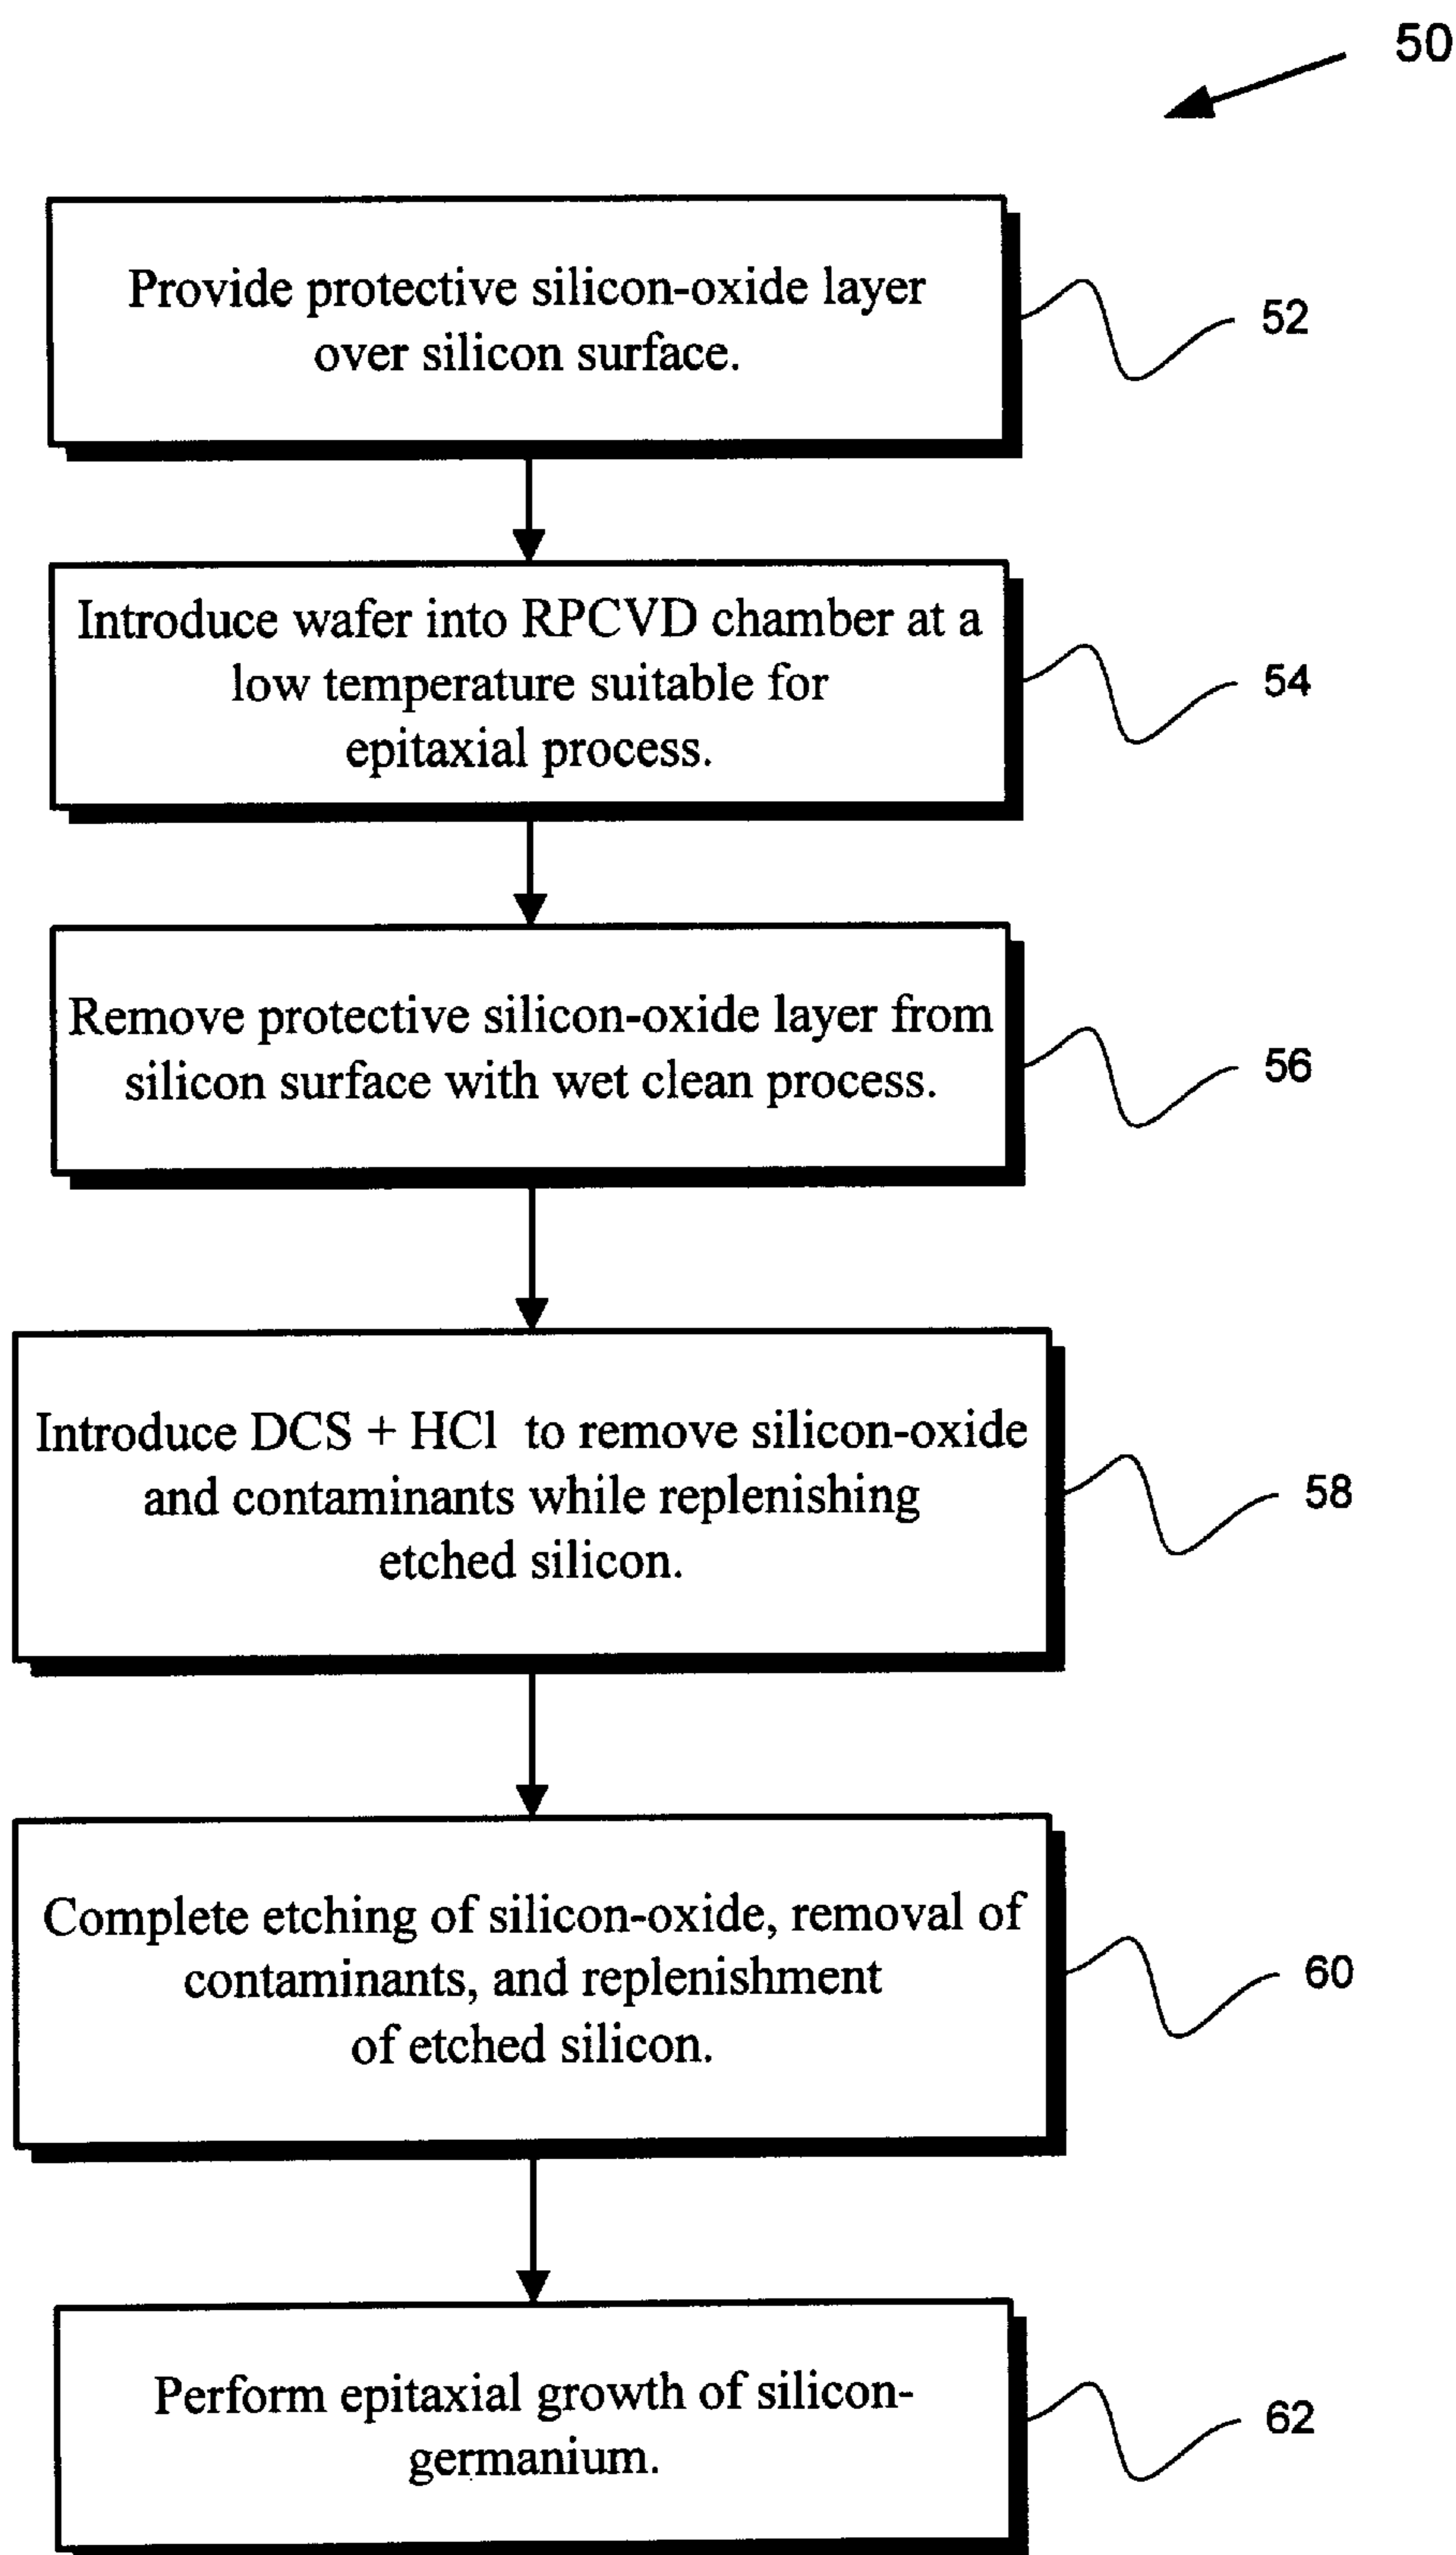 50
Provide protective silicon-oxide layer
over silicon surface.
52
Introduce wafer into RPCVD chamber at a
low temperature suitable for
epitaxial process.
54
Remove protective silicon-oxide layer from
silicon surface with wet clean process.
56
Introduce DCS + HCl to remove silicon-oxide
and contaminants while replenishing
etched silicon.
58
Complete etching of silicon-oxide, removal of
contaminants, and replenishment
of etched silicon.
60
Perform epitaxial growth of silicon-
germanium.
62